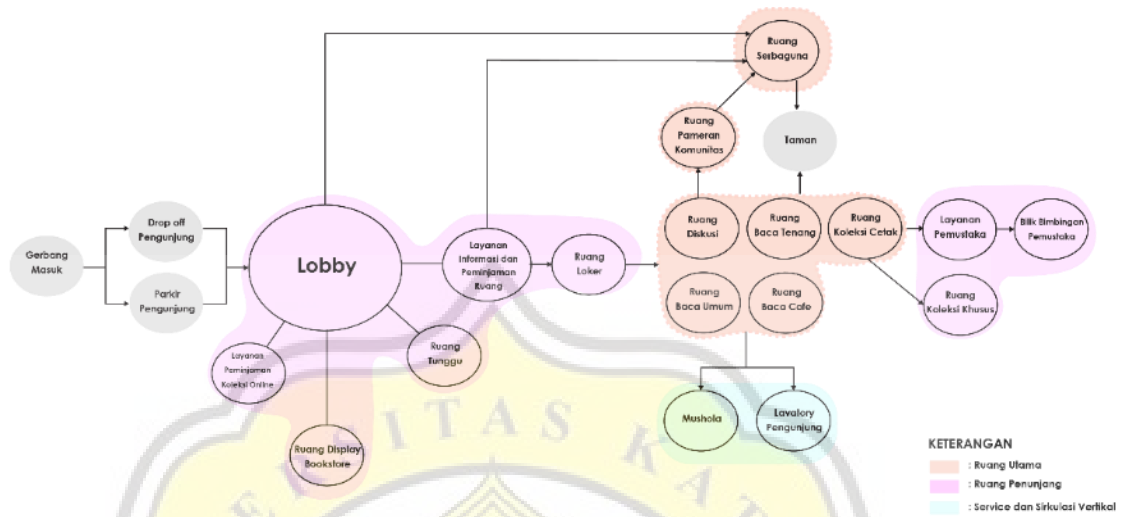 Ruang
Serbaguna
Ruang
Pameran
Komunitas
Taman
Drop off
Pengunjung
Gerbang
Masuk
Parkir
Pengunjung
Lobby
Layanan
Informasi dan
Peminjaman
Ruang
Ruang
Loker
Ruang
Diskusi
Ruang
Baca Tenang
Ruang
Koleksi Cetak
Layanan
Pemustaka
Bilik Bimbingan
Pemustaka
Ruang
Baca Umum
Ruang
Baca Cafe
Ruang
Koleksi Khusus
Layanan
Peminjaman
Koleksi Online
Ruang
Tunggu
Ruang Display
Bookstore
Mushola
Lavatory
Pengunjung
ITAS KAT
KETERANGAN
: Ruang Utama
: Ruang Penunjang
: Service dan Sirkulasi Vertikal